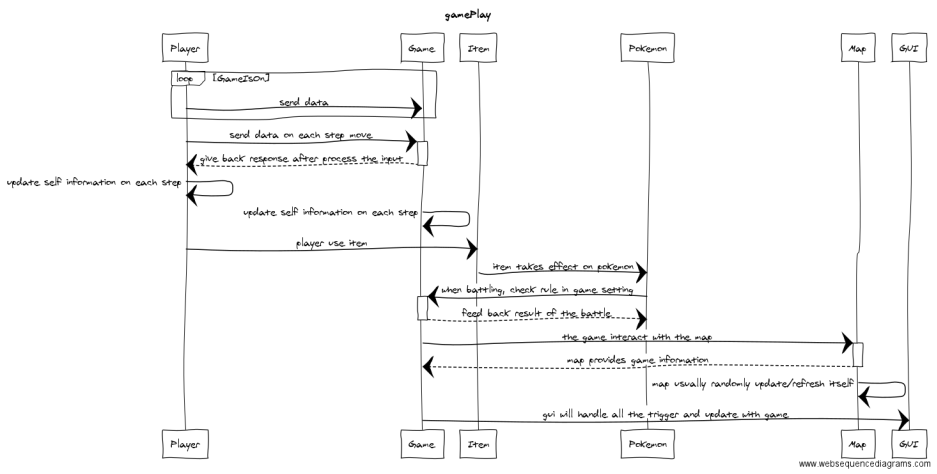 gamePlay
Player
Game
Item
Pokemon
Map
GUI
loop
[GameIsOn]
send data
send data on each step move
give back response after process the input
update self information on each step
update self information on each step
player use item
item takes effect on pokemon
when battling, check rule in game setting
feed back result of the battle
the game interact with the map
map provides game information
map usually randomly update/refresh itself
gui will handle all the trigger and update with game
Player
Game
Item
Pokemon
Map
GUI
www.websequencediagrams.com